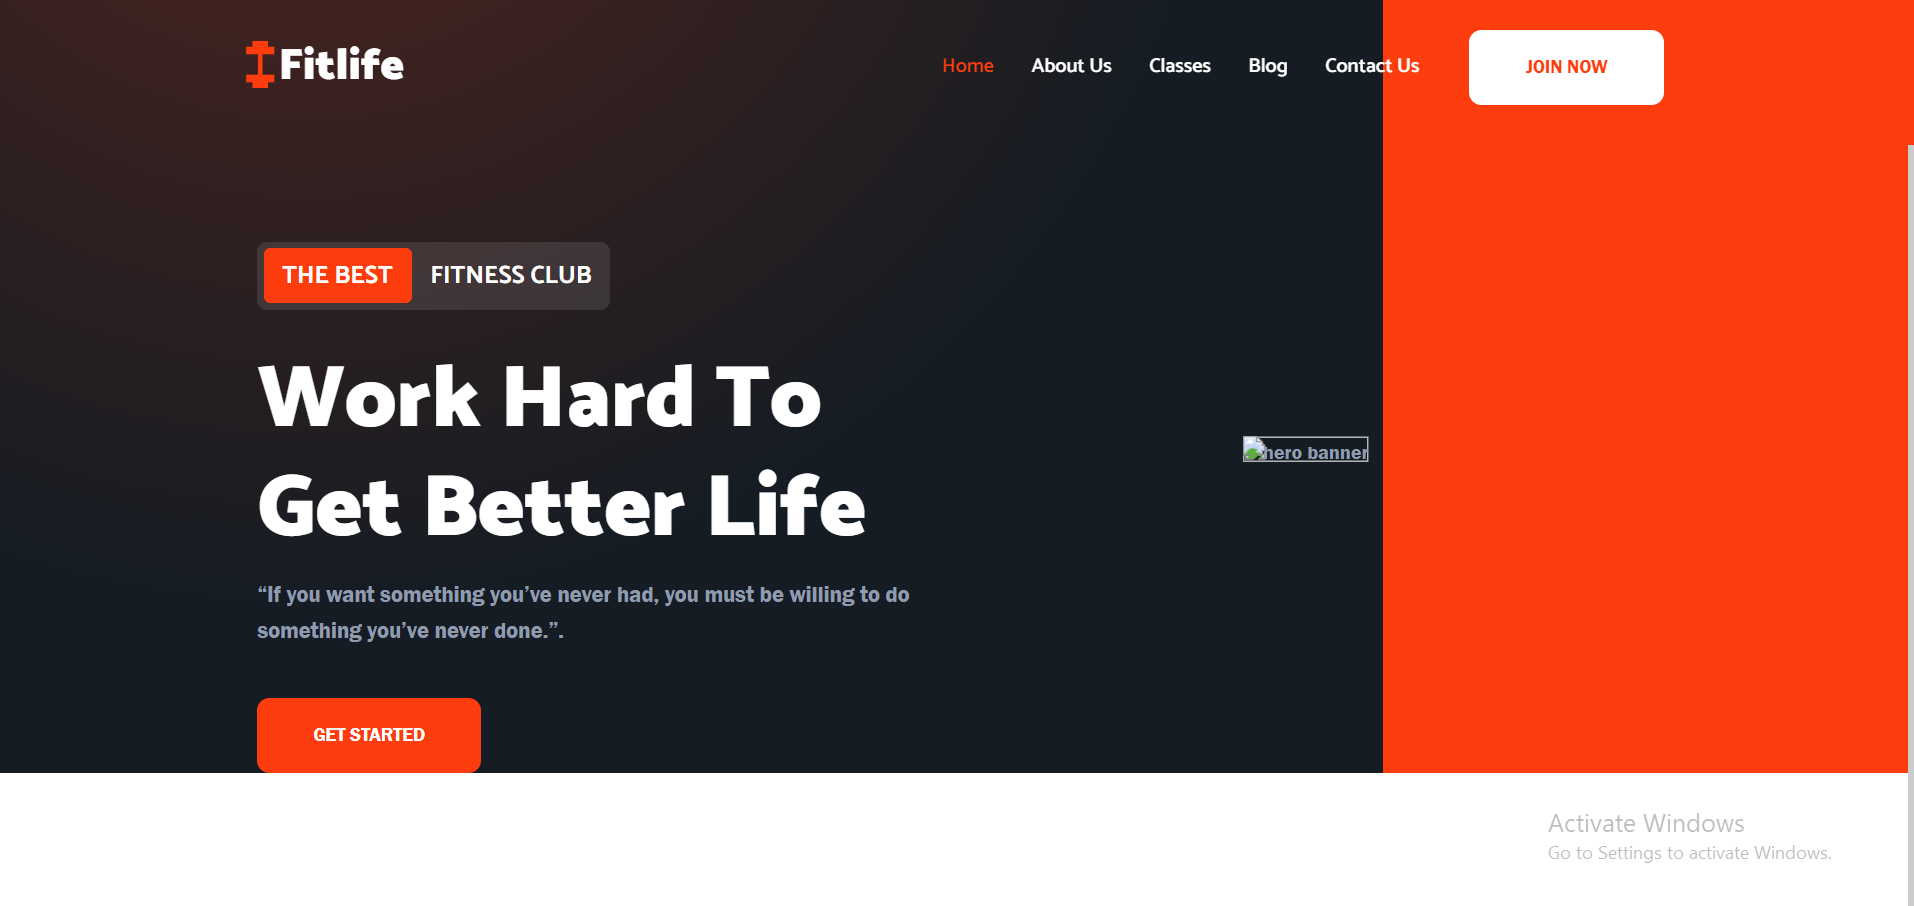 Fitlife
Home About Us Classes Blog Contact Us JOIN NOW
THE BEST FITNESS CLUB
Work Hard To
Get Better Life
hero banner
“If you want something you’ve never had, you must be willing to do
something you’ve never done.”.
GET STARTED
Activate Windows
Go to Settings to activate Windows.